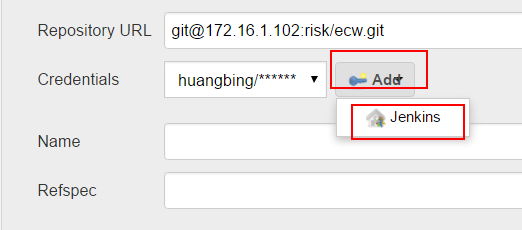 Repository URL git@172.16.1.102:risk/ecw.git
Credentials huangbing/****** Add
Jenkins
Name
Refspec